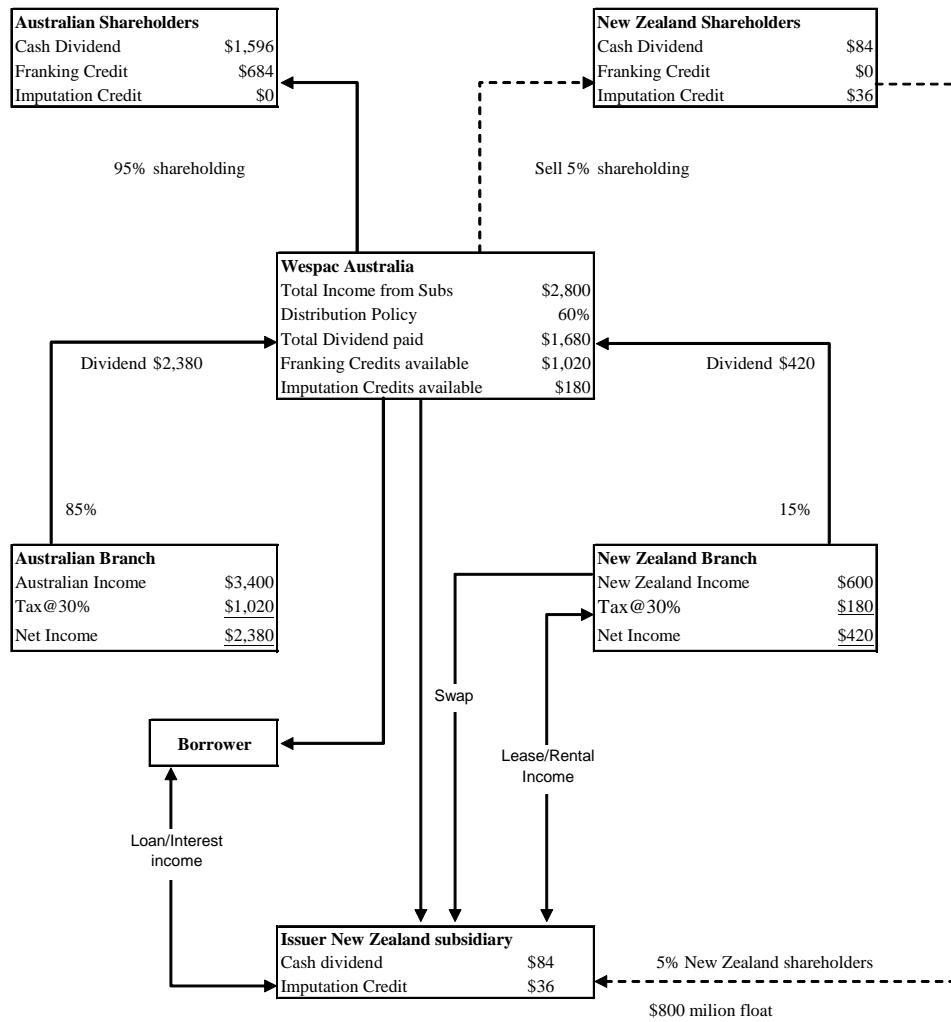 Australian Shareholders
Cash Dividend $1,596
Franking Credit $684
Imputation Credit $0
New Zealand Shareholders
Cash Dividend $84
Franking Credit $0
Imputation Credit $36
95% shareholding
Sell 5% shareholding
Wespac Australia
Total Income from Subs $2,800
Distribution Policy 60%
Total Dividend paid $1,680
Franking Credits available $1,020
Imputation Credits available $180
Dividend $2,380
Dividend $420
85%
15%
Australian Branch
Australian Income $3,400
Tax@30% $1,020
Net Income $2,380
New Zealand Branch
New Zealand Income $600
Tax@30% $180
Net Income $420
Swap
Borrower
Lease/Rental
Income
Loan/Interest
income
Issuer New Zealand subsidiary
Cash dividend $84
Imputation Credit $36
5% New Zealand shareholders
$800 milion float